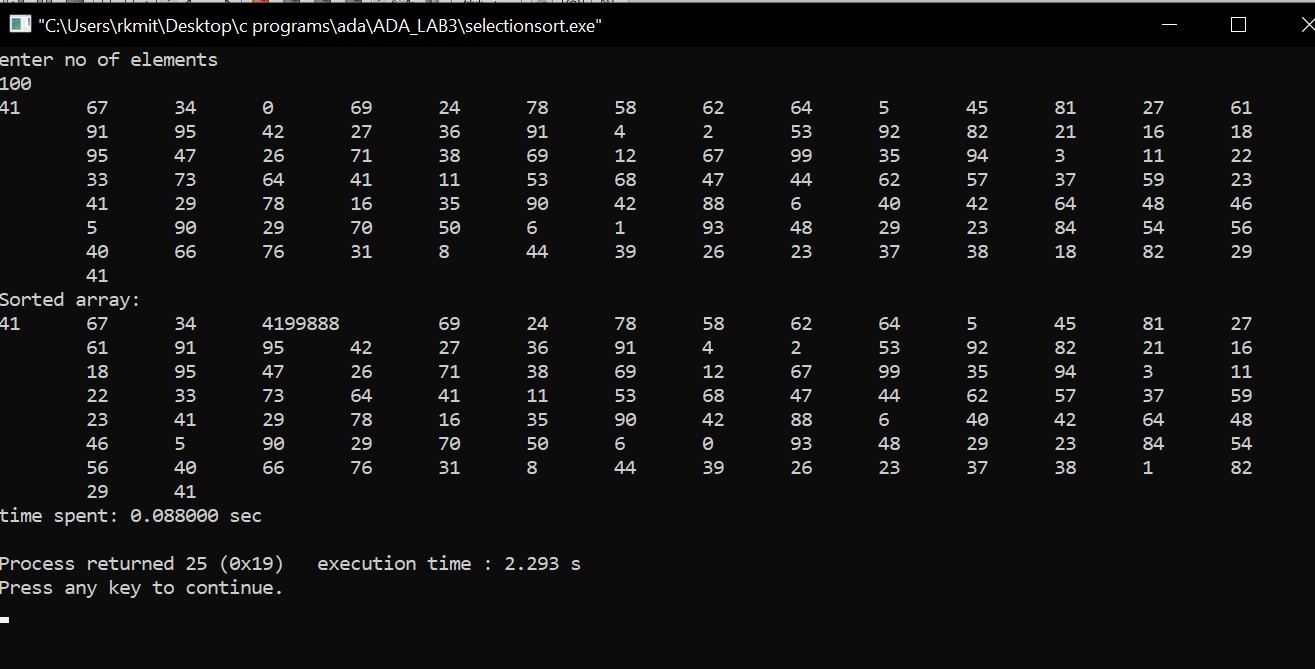 "C:\Users\rkmit\Desktop\c programs\ada\ADA_LAB3\selectionsort.exe"
enter no of elements
100
41 67 34 0 69 24 78 58 62 64 5 45 81 27 61
91 95 42 27 36 91 4 2 53 92 82 21 16 18
95 47 26 71 38 69 12 67 99 35 94 3 11 22
33 73 64 41 11 53 68 47 44 62 57 37 59 23
41 29 78 16 35 90 42 88 6 40 42 64 48 46
5 90 29 70 50 6 1 93 48 29 23 84 54 56
40 66 76 31 8 44 39 26 23 37 38 18 82 29
41
Sorted array:
41 67 34 4199888 69 24 78 58 62 64 5 45 81 27
61 91 95 42 27 36 91 4 2 53 92 82 21 16
18 95 47 26 71 38 69 12 67 99 35 94 3 11
22 33 73 64 41 11 53 68 47 44 62 57 37 59
23 41 29 78 16 35 90 42 88 6 40 42 64 48
46 5 90 29 70 50 6 0 93 48 29 23 84 54
56 40 66 76 31 8 44 39 26 23 37 38 1 82
29 41
time spent: 0.088000 sec
Process returned 25 (0x19) execution time : 2.293 s
Press any key to continue.